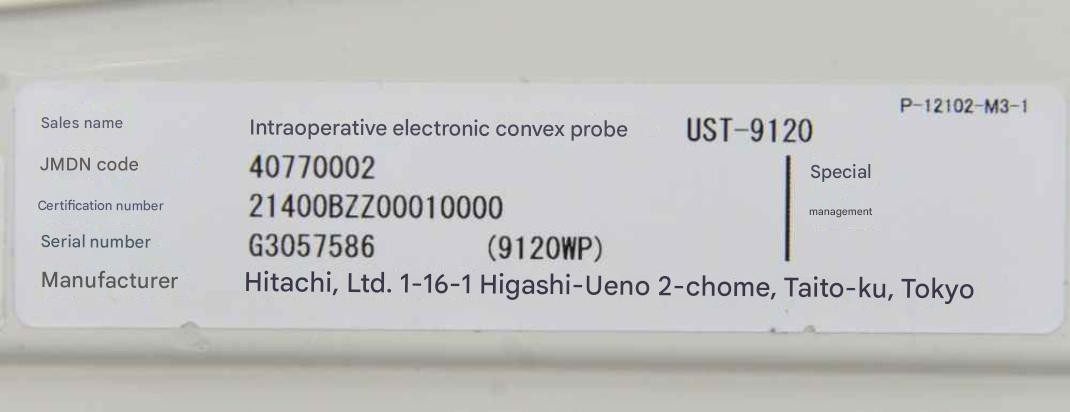 P-12102-M3-1
Sales name Intraoperative electronic convex probe UST-9120
JMDN code 40770002 Special
Certification number 21400BZZ00010000 management
Serial number G3057586 (9120WP)
Manufacturer Hitachi, Ltd. 1-16-1 Higashi-Ueno 2-chome, Taito-ku, Tokyo